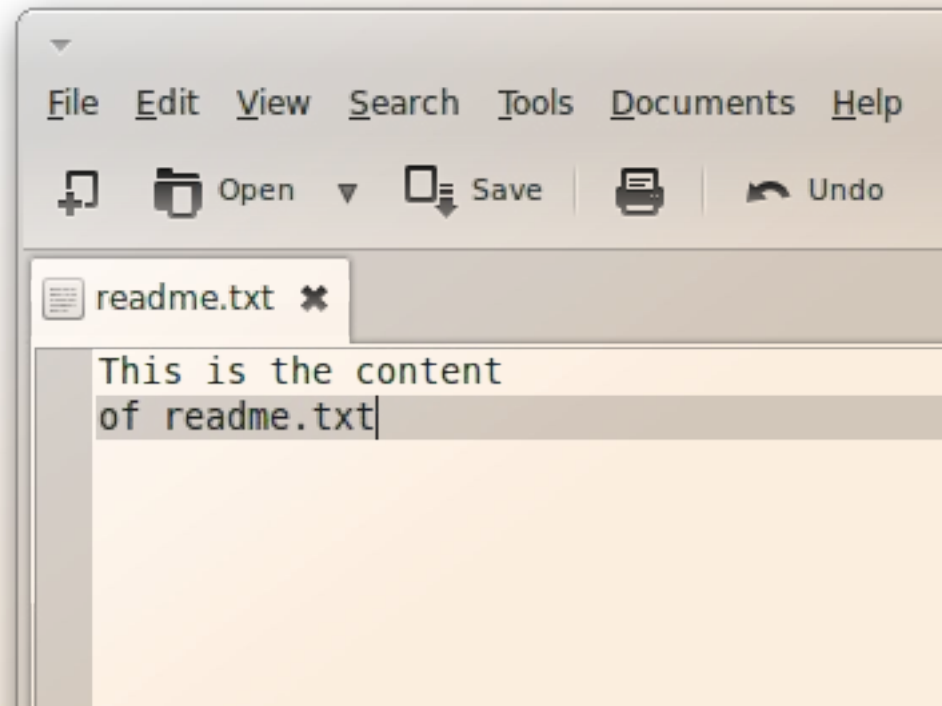 File Edit View Search Tools Documents Help
Open Save Undo
readme.txt
This is the content
of readme.txt